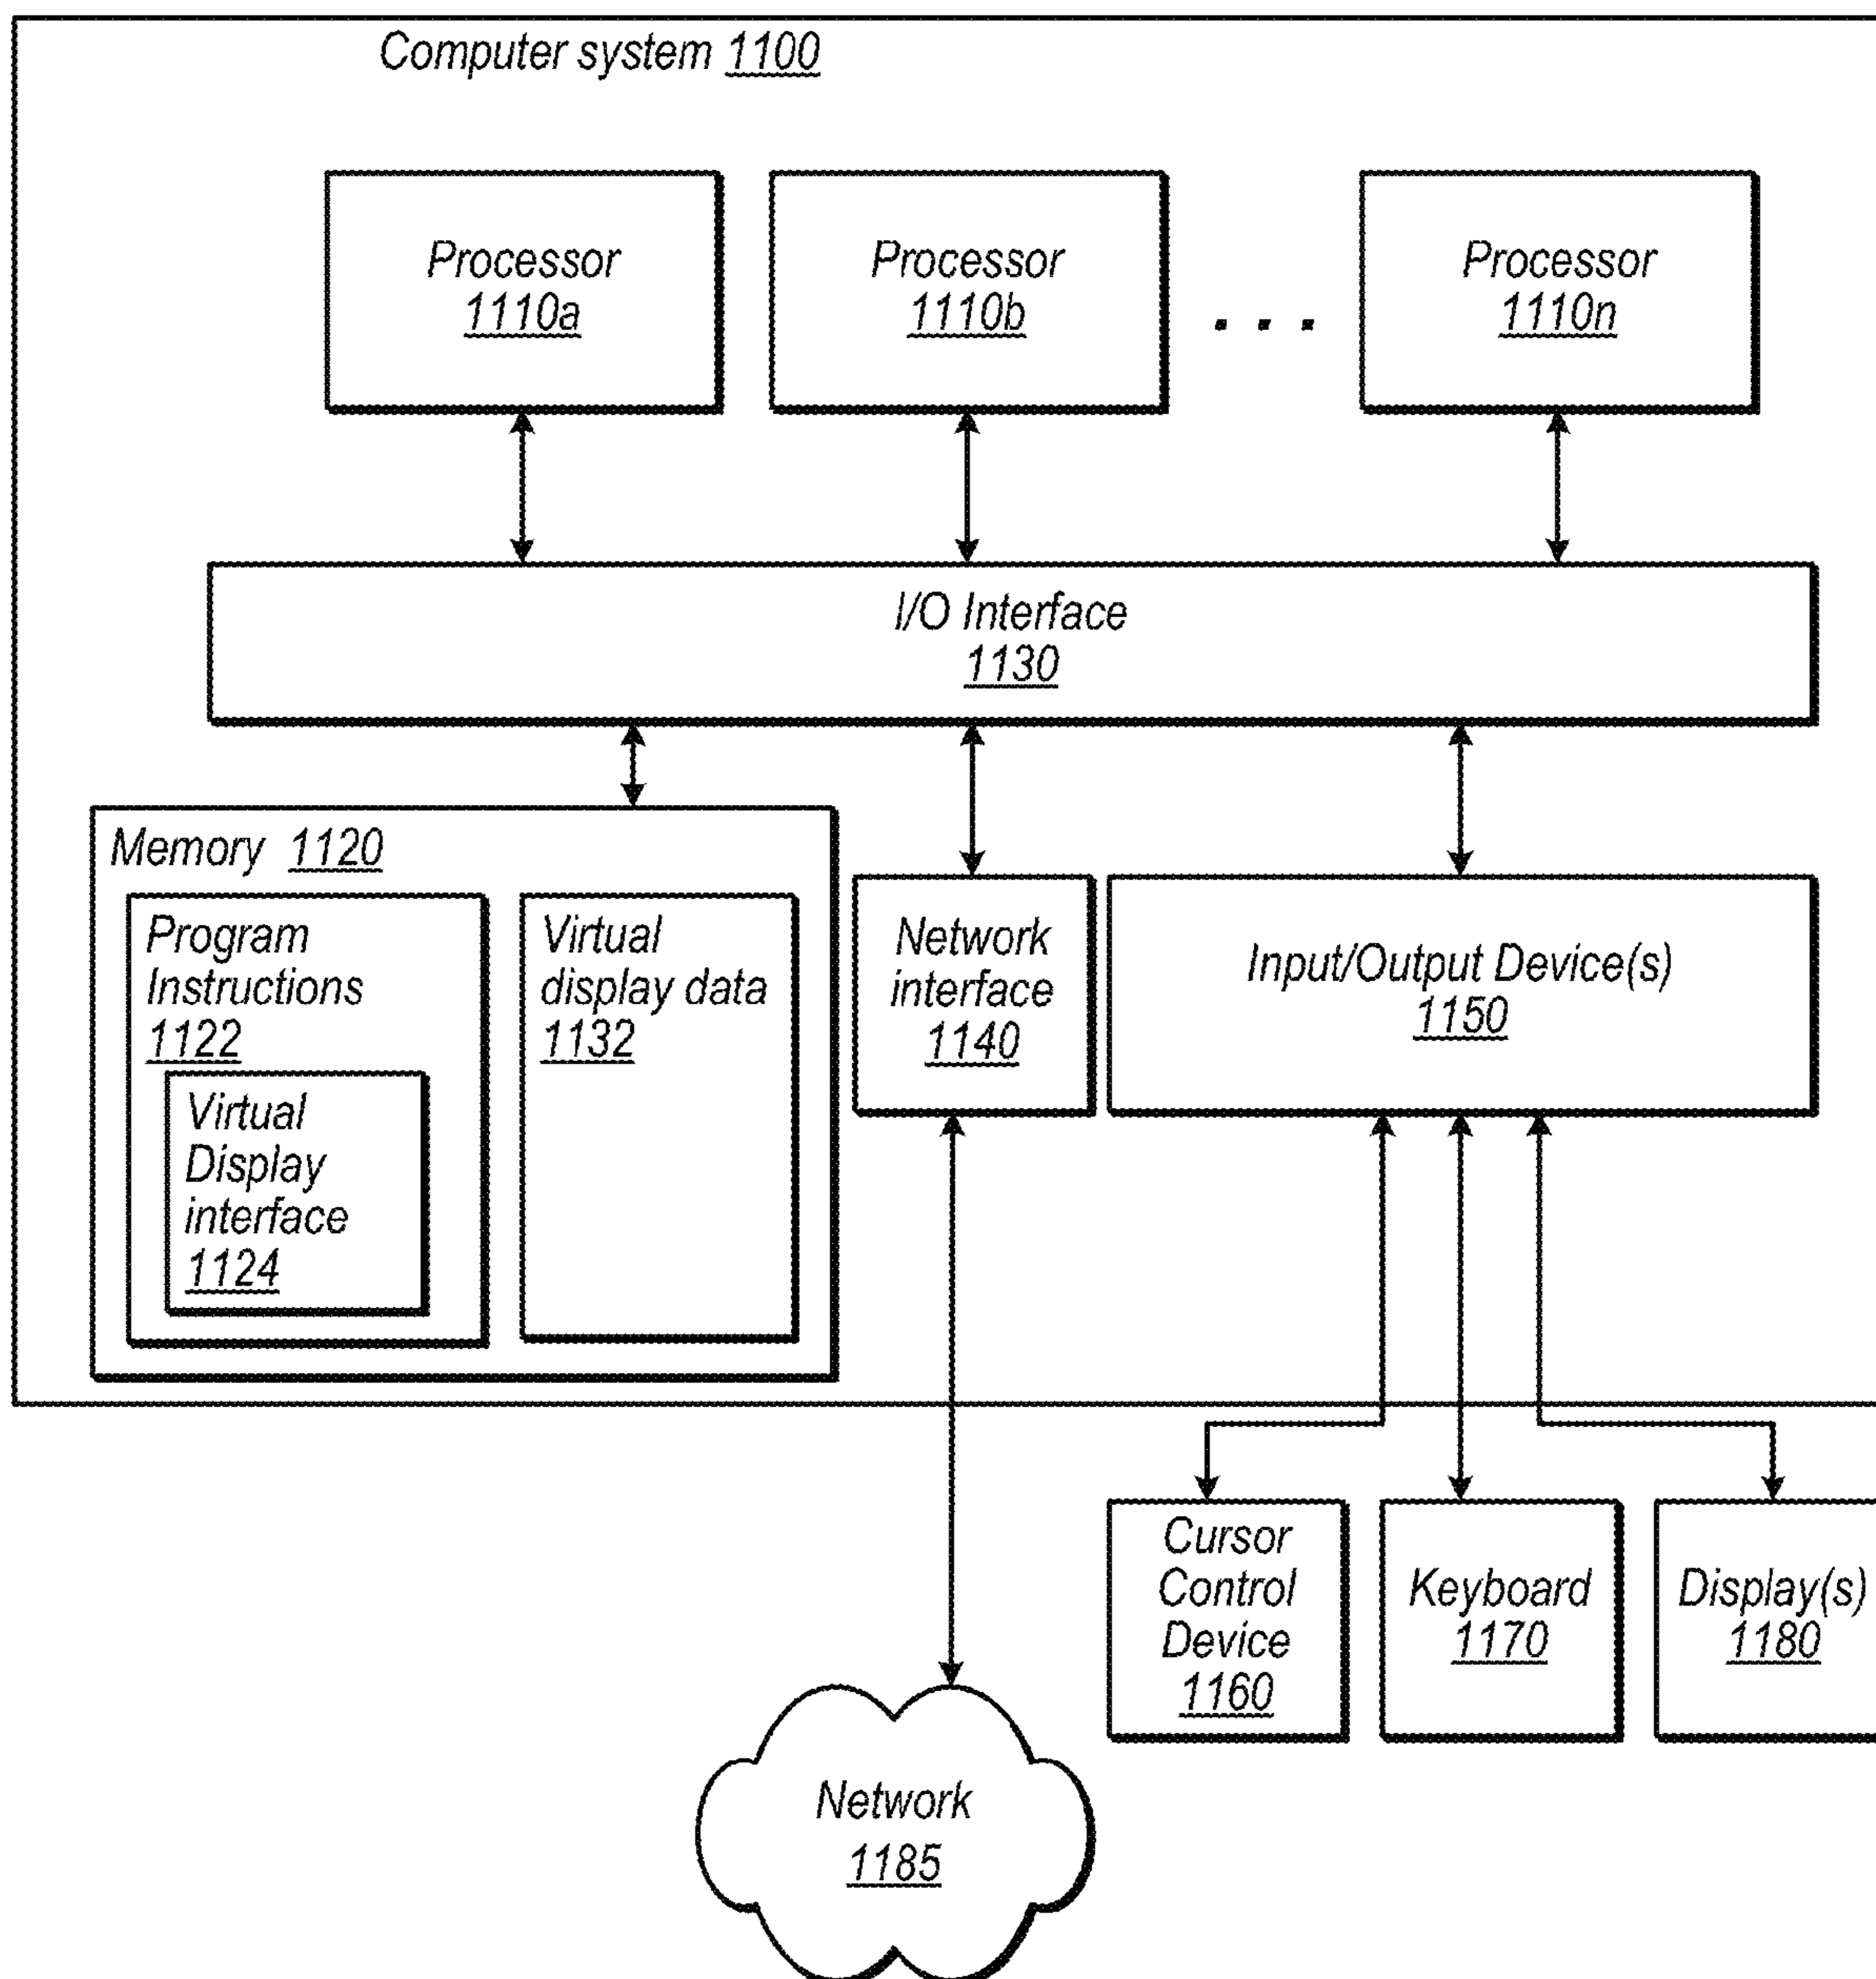 Computer system 1100
Processor
1110a
Processor
1110b
. . .
Processor
1110n
I/O Interface
1130
Memory 1120
Program
Instructions
1122
Virtual
Display
interface
1124
Virtual
display data
1132
Network
interface
1140
Input/Output Device(s)
1150
Cursor
Control
Device
1160
Keyboard
1170
Display(s)
1180
Network
1185